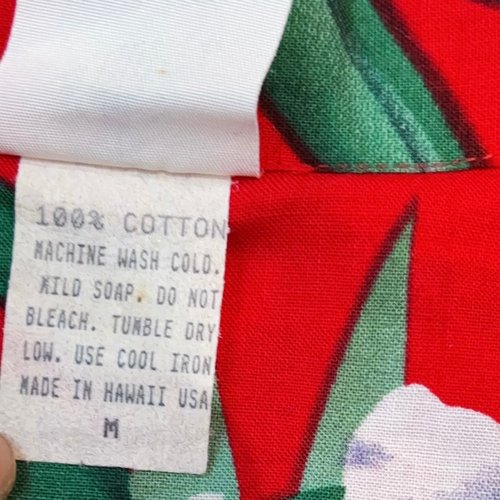 100% COTTON
MACHINE WASH COLD.
MILD SOAP. DO NOT
BLEACH. TUMBLE DRY
LOW. USE COOL IRON
MADE IN HAWAII USA
M